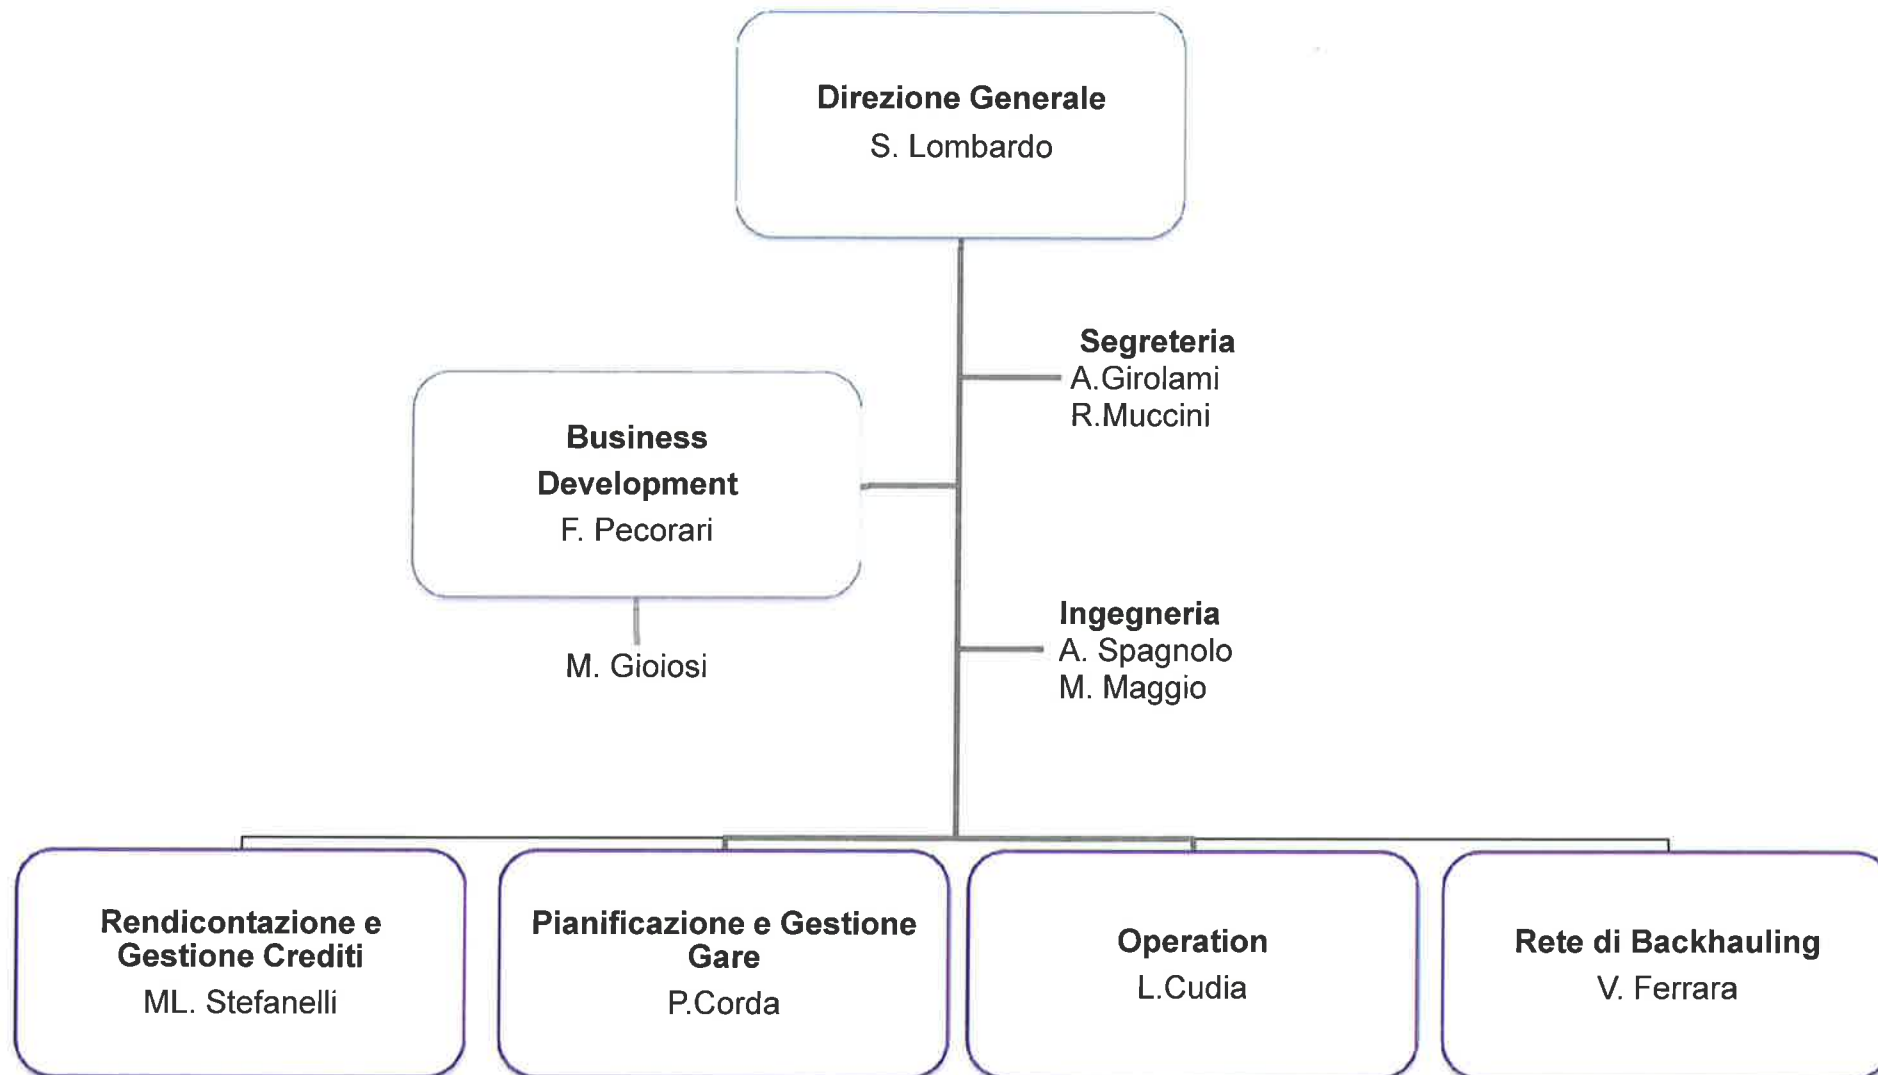 Direzione Generale
S. Lombardo
Segreteria
A.Girolami
R.Muccini
Business
Development
F. Pecorari
M. Gioiosi
Ingegneria
A. Spagnolo
M. Maggio
Rendicontazione e
Gestione Crediti
ML. Stefanelli
Pianificazione e Gestione
Gare
P.Corda
Operation
L.Cudia
Rete di Backhauling
V. Ferrara